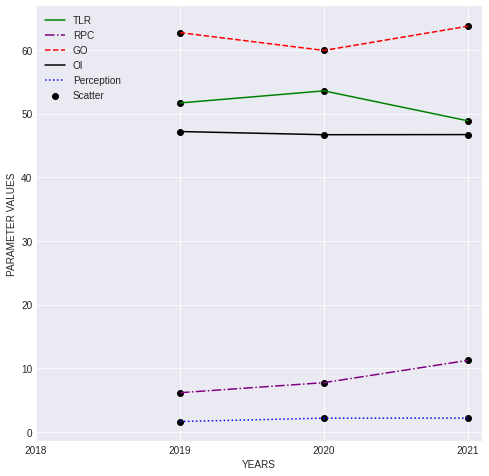 TLR
RPC
GO
OI
Perception
Scatter
60
50
40
30
20
10
0
PARAMETER VALUES
2018 2019 2020 2021
YEARS